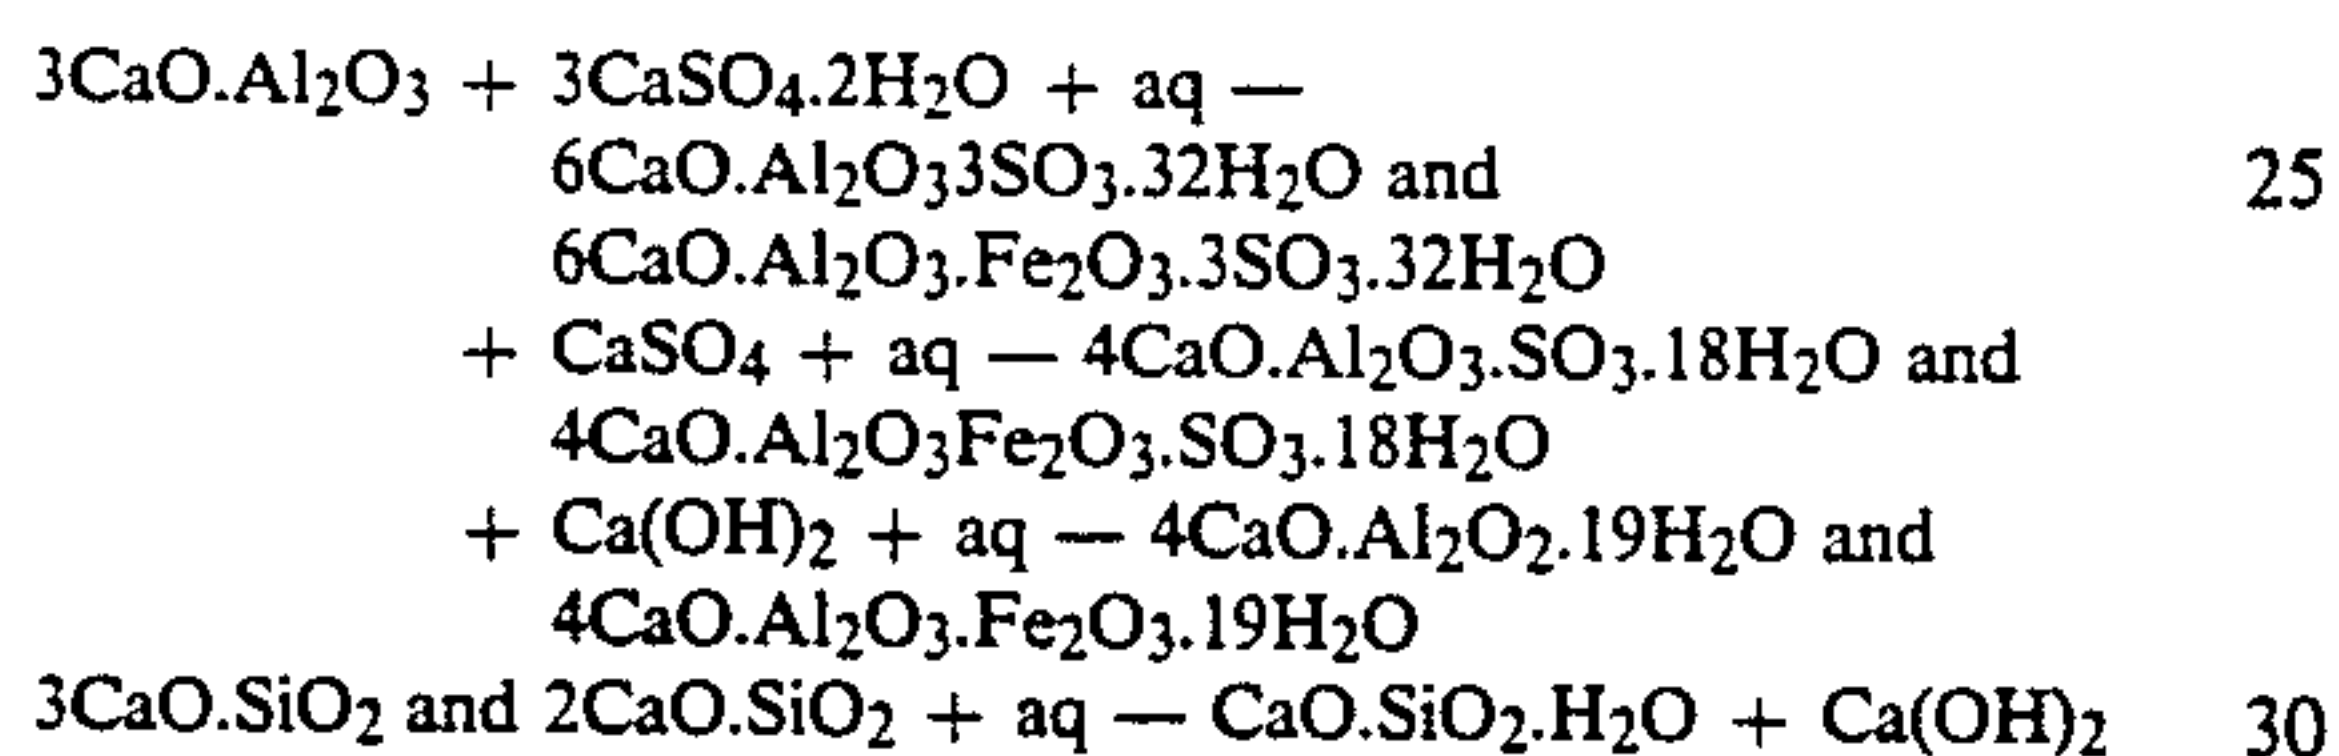 3CaO.Al₂O₃ + 3CaSO₄.2H₂O + aq —
6CaO.Al₂O₃3SO₃.32H₂O and 25
6CaO.Al₂O₃.Fe₂O₃.3SO₃.32H₂O
+ CaSO₄ + aq — 4CaO.Al₂O₃.SO₃.18H₂O and
4CaO.Al₂O₃Fe₂O₃.SO₃.18H₂O
+ Ca(OH)₂ + aq — 4CaO.Al₂O₂.19H₂O and
4CaO.Al₂O₃.Fe₂O₃.19H₂O
3CaO.SiO₂ and 2CaO.SiO₂ + aq — CaO.SiO₂.H₂O + Ca(OH)₂ 30